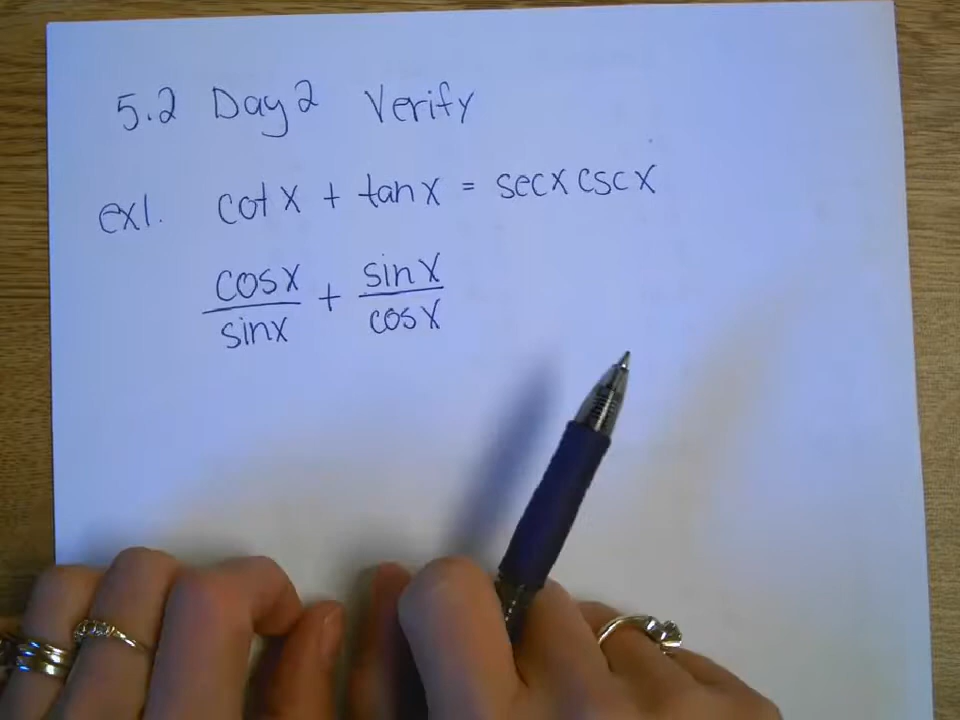 5.2 Day 2 Verify
ex1. cot x + tan x = sec x csc x
cos x / sin x + sin x / cos x